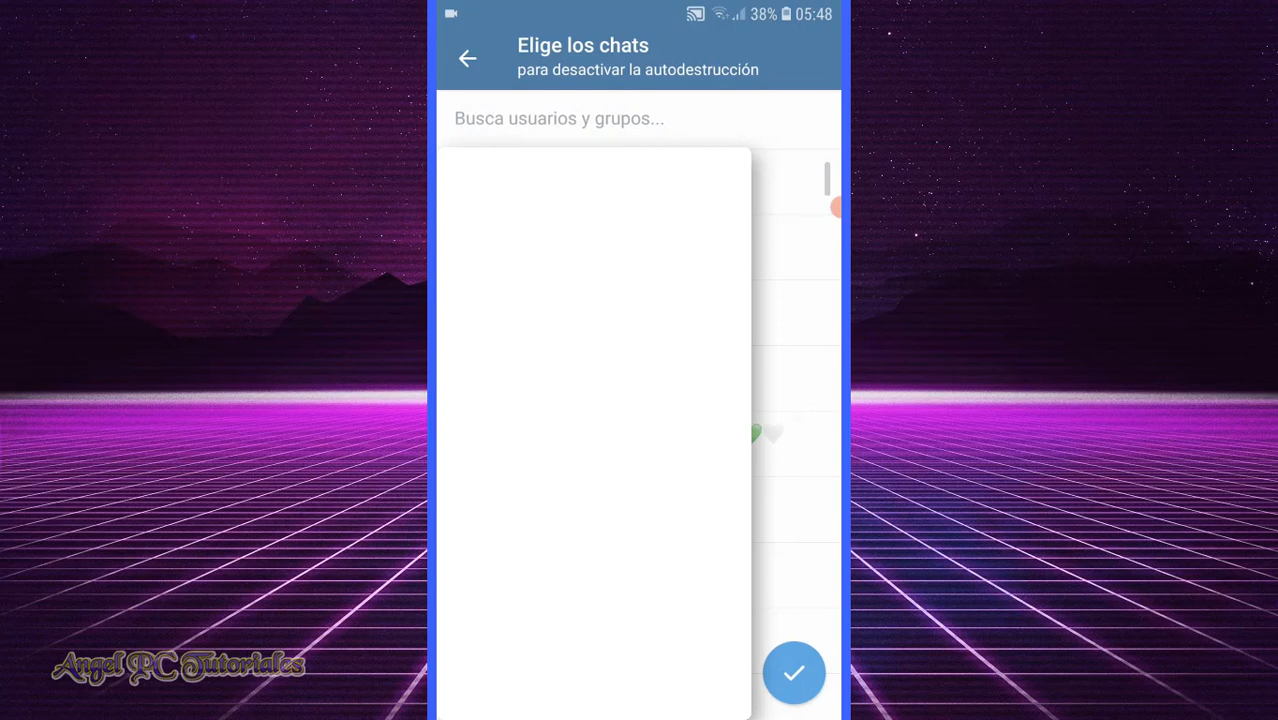 38% 05:48
Elige los chats
para desactivar la autodestrucción
Busca usuarios y grupos...
Angel PC Tutoriales